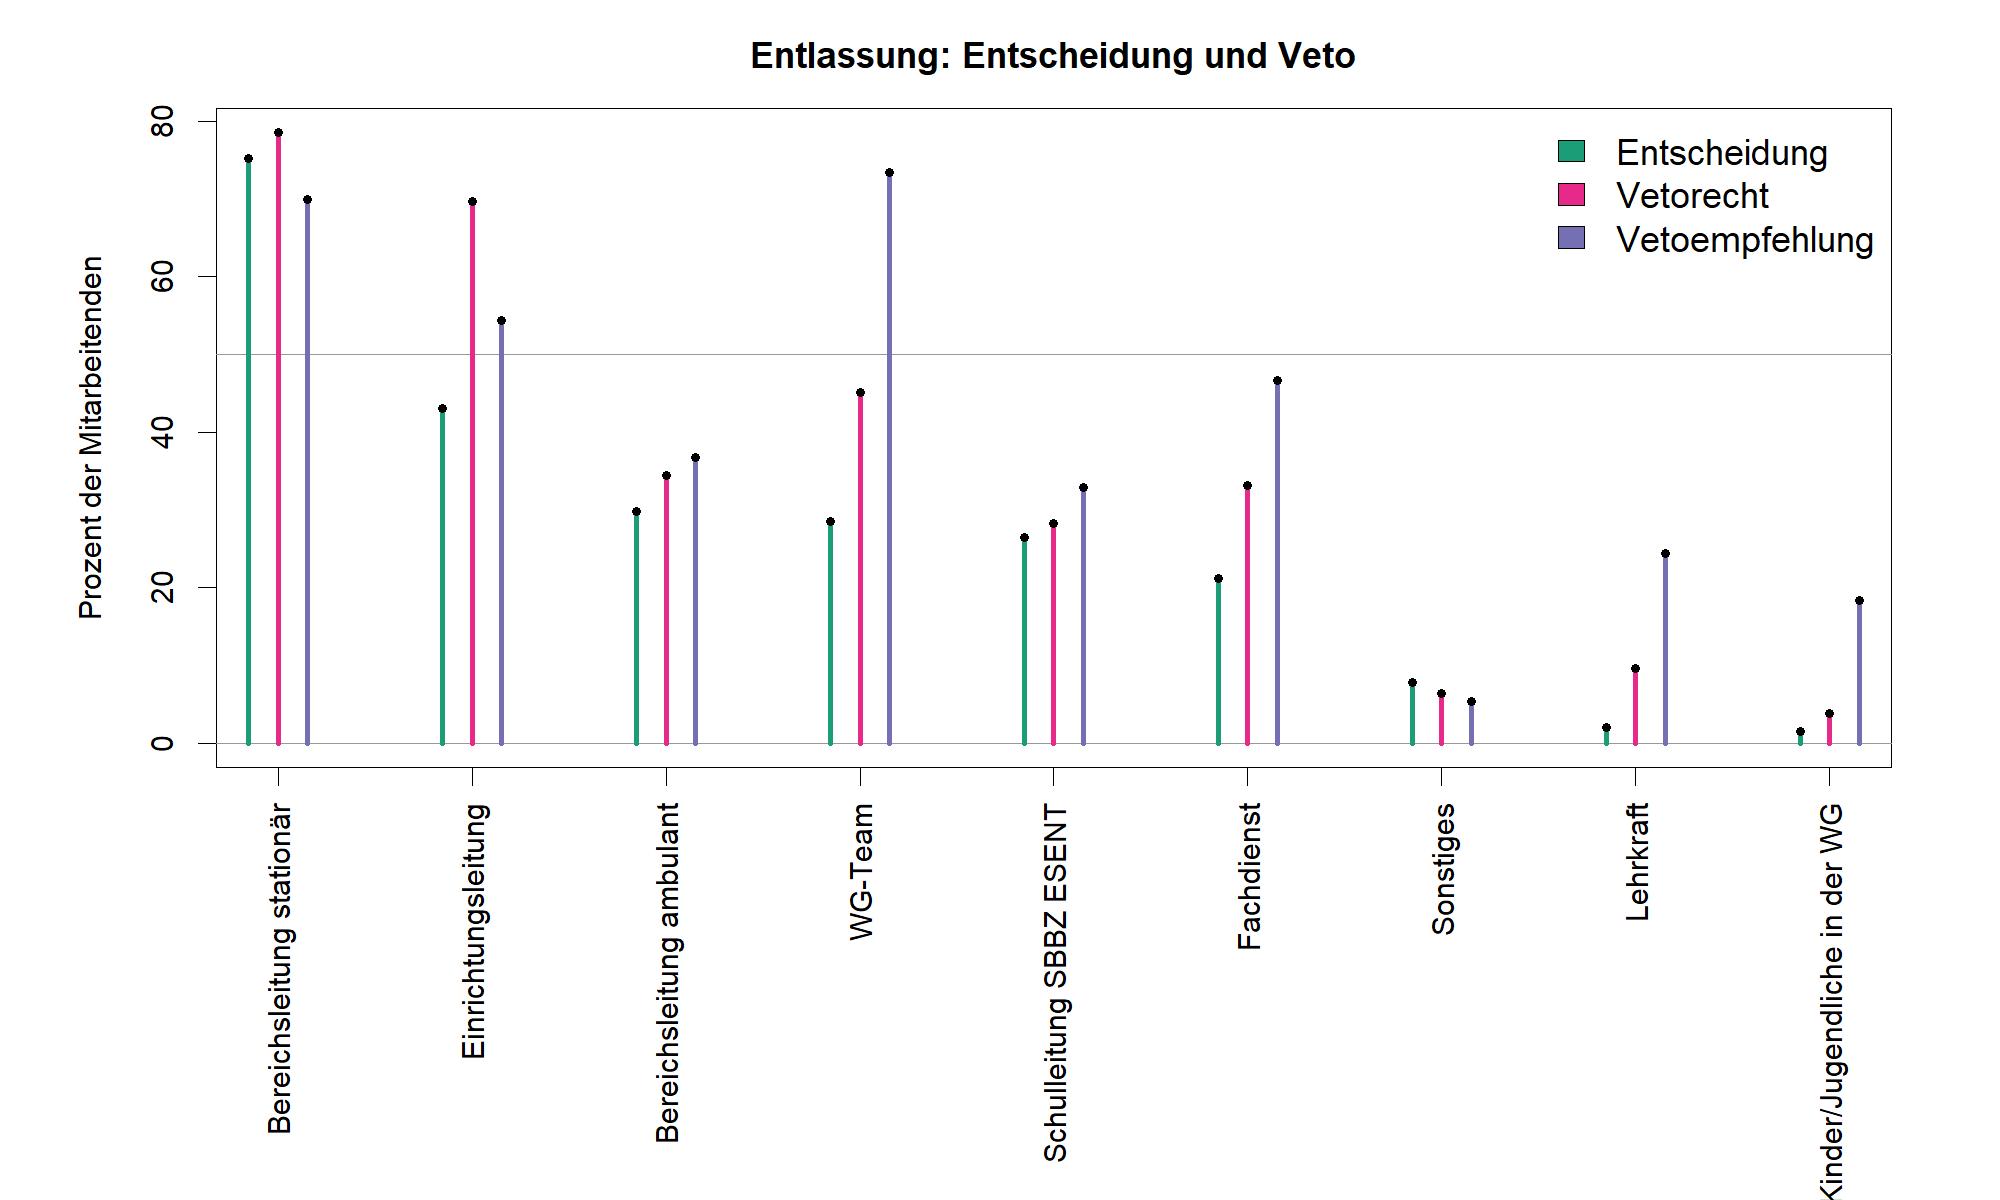 Entlassung: Entscheidung und Veto
Prozent der Mitarbeitenden
80
60
40
20
0
Entscheidung
Vetorecht
Vetoempfehlung
Bereichsleitung stationär
Einrichtungsleitung
Bereichsleitung ambulant
WG-Team
Schulleitung SBBZ ESENT
Fachdienst
Sonstiges
Lehrkraft
Kinder/Jugendliche in der WG